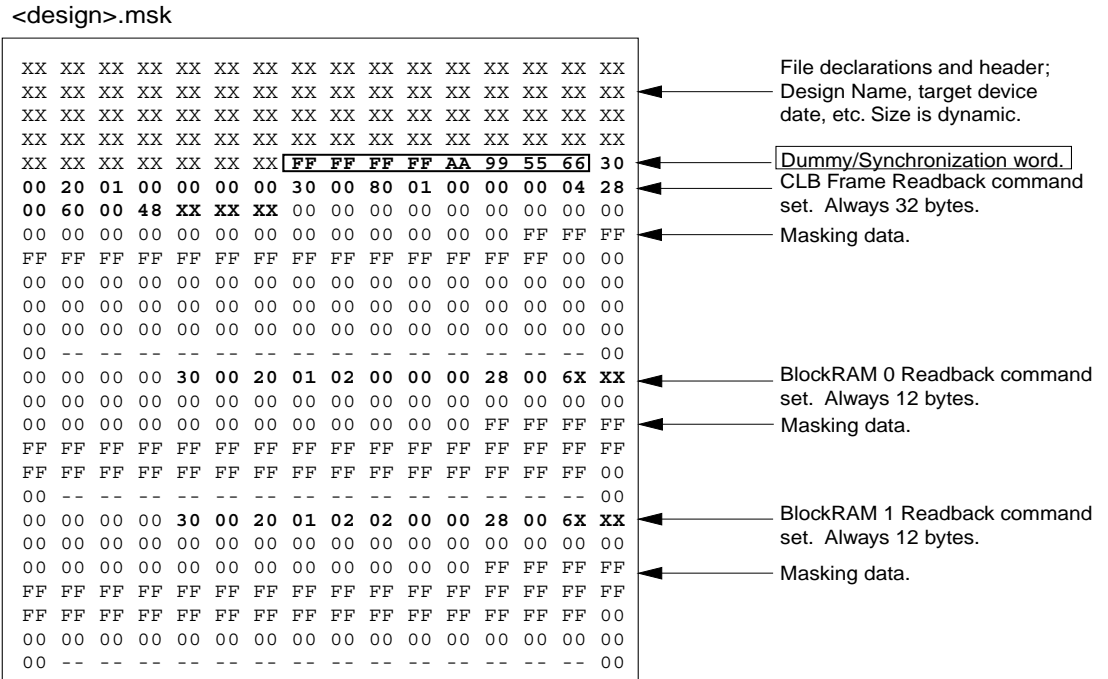 <design>.msk
XX XX XX XX XX XX XX XX XX XX XX XX XX XX XX XX
XX XX XX XX XX XX XX XX XX XX XX XX XX XX XX XX
XX XX XX XX XX XX XX XX XX XX XX XX XX XX XX XX
XX XX XX XX XX XX XX XX XX XX XX XX XX XX XX XX
XX XX XX XX XX XX XX FF FF FF FF AA 99 55 66 30
00 20 01 00 00 00 00 30 00 80 01 00 00 00 04 28
00 60 00 48 XX XX XX 00 00 00 00 00 00 00 00 00
00 00 00 00 00 00 00 00 00 00 00 00 00 FF FF FF
FF FF FF FF FF FF FF FF FF FF FF FF FF FF 00 00
00 00 00 00 00 00 00 00 00 00 00 00 00 00 00 00
00 00 00 00 00 00 00 00 00 00 00 00 00 00 00 00
00 00 00 00 00 00 00 00 00 00 00 00 00 00 00 00
00 -- -- -- -- -- -- -- -- -- -- -- -- -- -- 00
00 00 00 00 30 00 20 01 02 00 00 00 28 00 6X XX
00 00 00 00 00 00 00 00 00 00 00 00 00 00 00 00
00 00 00 00 00 00 00 00 00 00 00 00 FF FF FF FF
FF FF FF FF FF FF FF FF FF FF FF FF FF FF FF FF
FF FF FF FF FF FF FF FF FF FF FF FF FF FF FF 00
00 -- -- -- -- -- -- -- -- -- -- -- -- -- -- 00
00 00 00 00 30 00 20 01 02 02 00 00 28 00 6X XX
00 00 00 00 00 00 00 00 00 00 00 00 00 00 00 00
00 00 00 00 00 00 00 00 00 00 00 00 FF FF FF FF
FF FF FF FF FF FF FF FF FF FF FF FF FF FF FF FF
FF FF FF FF FF FF FF FF FF FF FF FF FF FF FF 00
00 00 00 00 00 00 00 00 00 00 00 00 00 00 00 00
00 -- -- -- -- -- -- -- -- -- -- -- -- -- -- 00
File declarations and header;
Design Name, target device
date, etc. Size is dynamic.
Dummy/Synchronization word.
CLB Frame Readback command
set. Always 32 bytes.
Masking data.
BlockRAM 0 Readback command
set. Always 12 bytes.
Masking data.
BlockRAM 1 Readback command
set. Always 12 bytes.
Masking data.